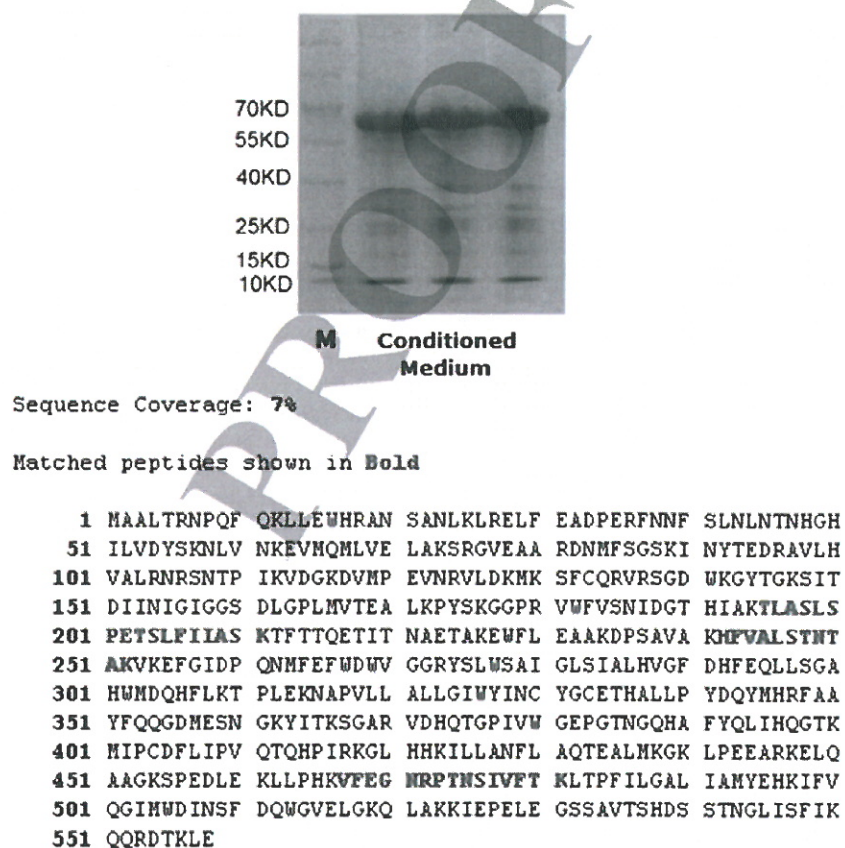 PROOF
70KD
55KD
40KD
25KD
15KD
10KD
M Conditioned
Medium
Sequence Coverage: 7%
Matched peptides shown in Bold
1 MAALTRNPQF QKLLEWHRAN SANLKLRELF EADPERFNNF SLNLNTNHGH
51 ILVDYSKNLV NKEVMQMLVE LAKSRGVEAA RDNMFSGSKI NYTEDRAVLH
101 VALRNRSNTP IKVDGKDVMP EVNRVLDKMK SFCQRVRSGD WKGYTGKSIT
151 DIINIGIGGS DLGPLMVTEA LKPYSKGGPR VWFVSNIDGT HIAKTLASLS
201 PETSLFIIAS KTFTTQETIT NAETAKEWFL EAAKDPSAVA KHFVALSTNT
251 AKVKEFGIDP QNMFEFWDWV GGRYSLWSAI GLSIALHVGF DHFEQLLSGA
301 HWMDQHFLKT PLEKNAPVLL ALLGIWYINC YGCETHALLP YDQYMHRFAA
351 YFQQGDMESN GKYITKSGAR VDHQTGPIVW GEPGTNGQHA FYQLIHQGTK
401 MIPCDFLIPV QTQHPIRKGL HHKILLANFL AQTEALMKGK LPEEARKELQ
451 AAGKSPEDLE KLLPHKVFEG NRPTNSIVFT KLTPFILGAL IAMYEHKIFV
501 QGIMWDINSF DQWGVELGKQ LAKKIEPELE GSSAVTSHDS STNGLISFIK
551 QQRDTKLE